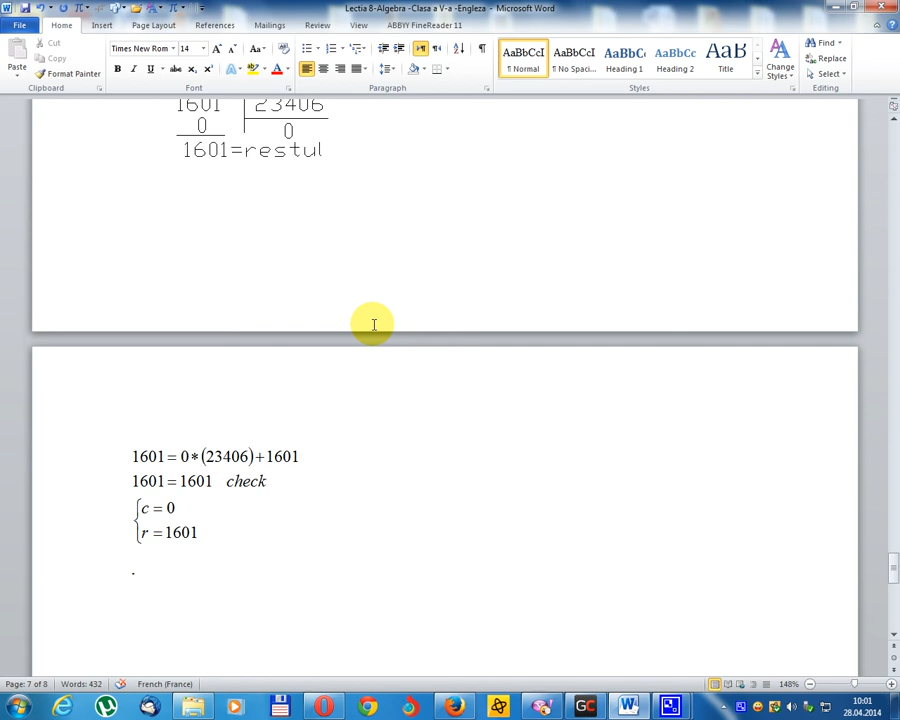 Lectia 8-Algebra -Clasa a V-a -Engleza - Microsoft Word
File Home Insert Page Layout References Mailings Review View ABBYY FineReader 11
Paste
Cut
Copy
Format Painter
Clipboard
Times New Rom 14
Font
Paragraph
AaBbCcI AaBbCcI AaBbC AaBbCc AaB
¶ Normal ¶ No Spaci... Heading 1 Heading 2 Title
Change Styles
Styles
Find
Replace
Select
Editing
1601 23406
0 0
1601=restul
1601 = 0*(23406)+1601
1601 = 1601 check
c = 0
r = 1601
.
Page: 7 of 8 Words: 432 French (France) 148%
10:01
28.04.2014